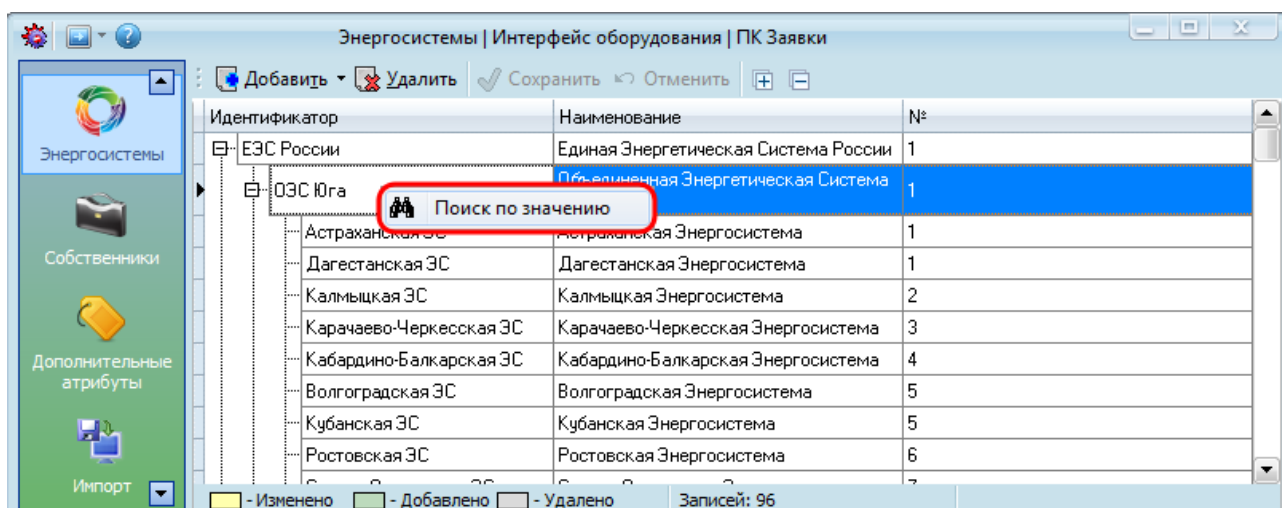 Энергосистемы | Интерфейс оборудования | ПК Заявки
Добавить Удалить Сохранить Отменить
Энергосистемы
Собственники
Дополнительные
атрибуты
Импорт
Идентификатор Наименование №
ЕЭС России Единая Энергетическая Система России 1
ОЭС Юга Объединенная Энергетическая Система 1
Поиск по значению
Астраханская ЭС Астраханская Энергосистема 1
Дагестанская ЭС Дагестанская Энергосистема 1
Калмыцкая ЭС Калмыцкая Энергосистема 2
Карачаево-Черкесская ЭС Карачаево-Черкесская Энергосистема 3
Кабардино-Балкарская ЭС Кабардино-Балкарская Энергосистема 4
Волгоградская ЭС Волгоградская Энергосистема 5
Кубанская ЭС Кубанская Энергосистема 5
Ростовская ЭС Ростовская Энергосистема 6
- Изменено - Добавлено - Удалено Записей: 96